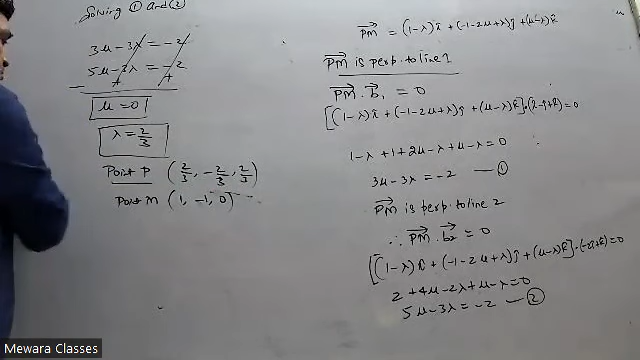 Solving ① and ②
3μ - 3λ = -2
5μ - 3λ = -2
μ = 0
λ = 2/3
Point P (2/3, -2/3, 2/3)
Point M (1, -1, 0)
PM = (1-λ)î + (-1-2μ+λ)ĵ + (μ-λ)k̂
PM is perp. to line 1
PM · b₁ = 0
[(1-λ)î + (-1-2μ+λ)ĵ + (μ-λ)k̂]·(î-ĵ+k̂) = 0
1-λ+1+2μ-λ+μ-λ = 0
3μ-3λ = -2 — ①
PM is perp. to line 2
∴ PM · b₂ = 0
[(1-λ)î + (-1-2μ+λ)ĵ + (μ-λ)k̂]·(-2ĵ+k̂) = 0
2+4μ-2λ+μ-λ = 0
5μ-3λ = -2 — ②
Mewara Classes